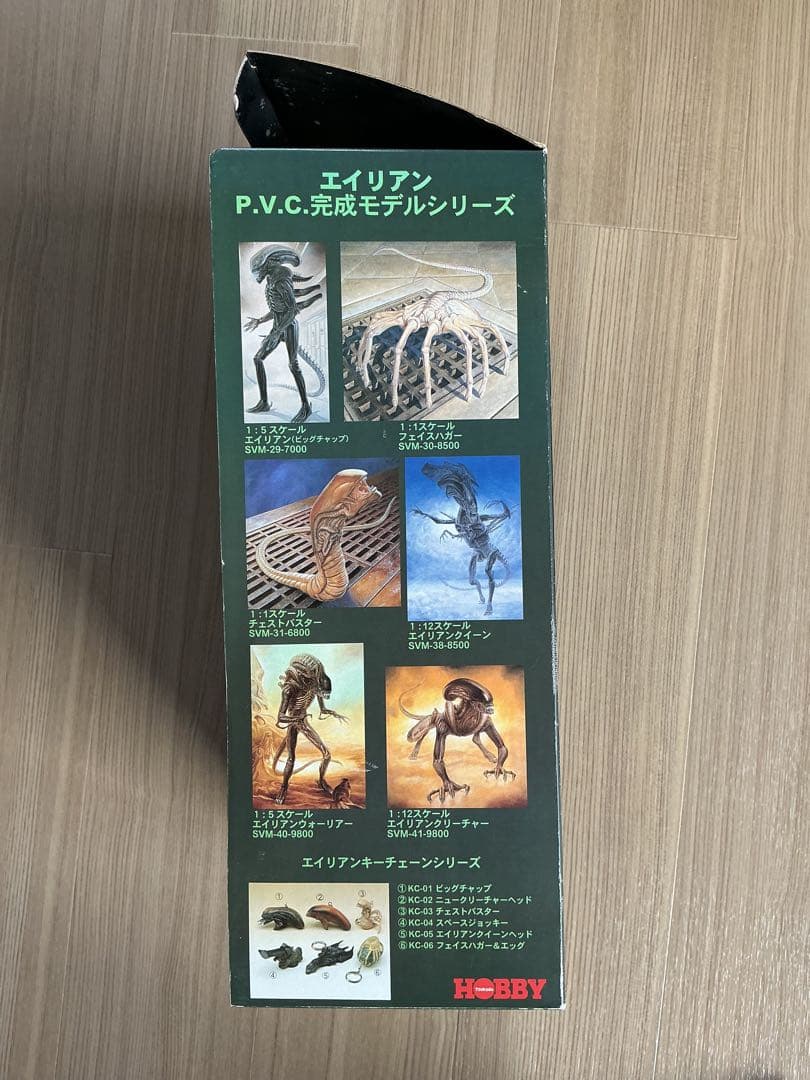 エイリアン
P.V.C.完成モデルシリーズ
1:5スケール
エイリアン(ビッグチャップ)
SVM-29-7000
1:1スケール
フェイスハガー
SVM-30-8500
1:1スケール
チェストバスター
SVM-31-6800
1:12スケール
エイリアンクイーン
SVM-38-8500
1:5スケール
エイリアンウォーリアー
SVM-40-9800
1:12スケール
エイリアンクリーチャー
SVM-41-9800
エイリアンキーチェーンシリーズ
① ② ③
④ ⑤ ⑥
①KC-01 ビッグチャップ
②KC-02 ニュークリーチャーヘッド
③KC-03 チェストバスター
④KC-04 スペースジョッキー
⑤KC-05 エイリアンクイーンヘッド
⑥KC-06 フェイスハガー&エッグ
Tsukuda
HOBBY